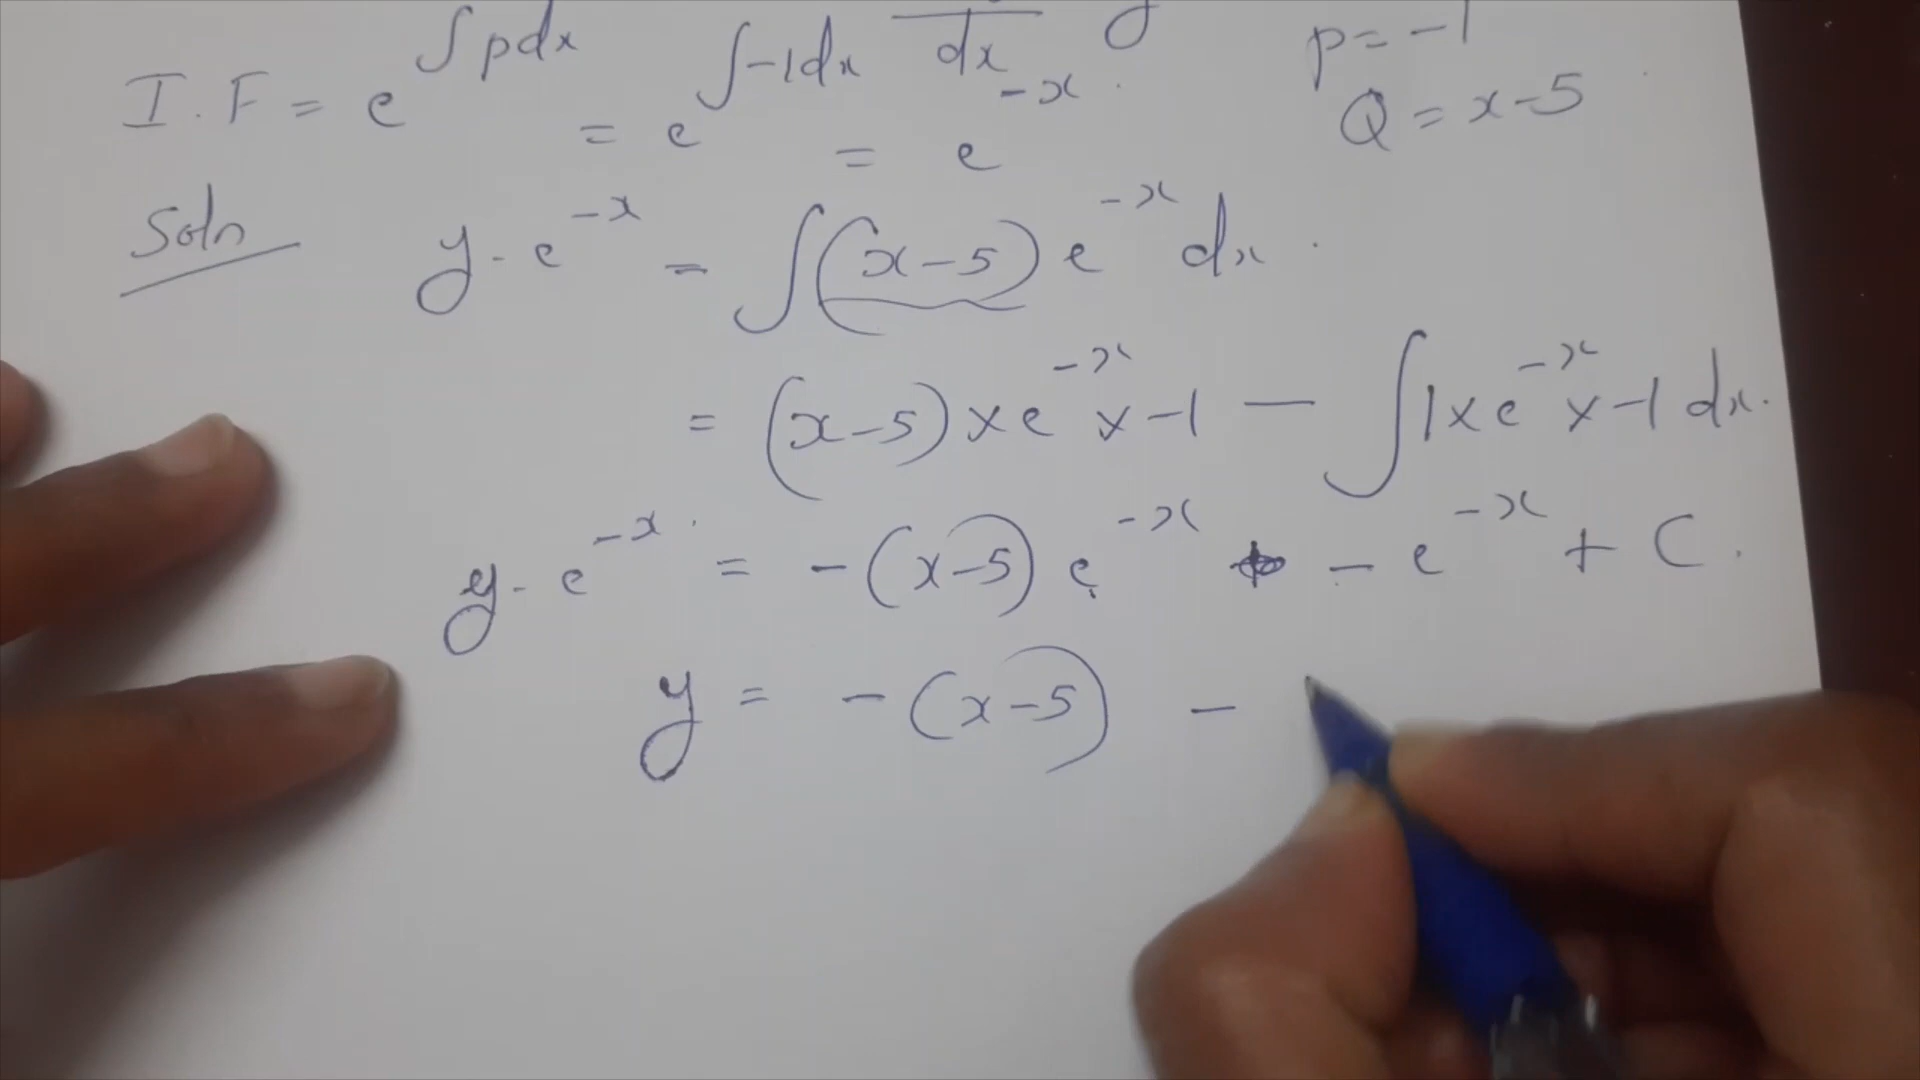 I.F = e^∫pdx = e^∫-1dx = e^-x
dx
p = -1
Q = x-5
Soln y.e^-x = ∫(x-5)e^-x dx.
= (x-5)×e^-x×-1 - ∫1×e^-x×-1 dx.
y.e^-x = -(x-5)e^-x - e^-x + C.
y = -(x-5) -